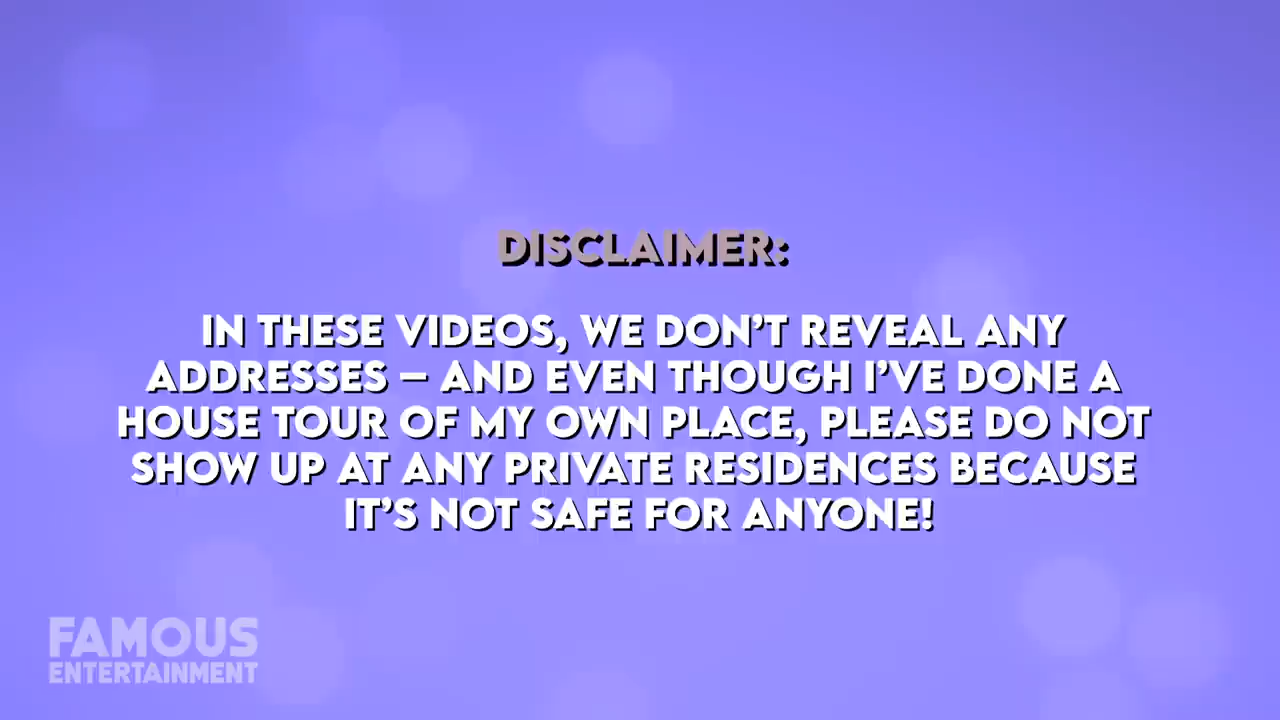 DISCLAIMER:
IN THESE VIDEOS, WE DON'T REVEAL ANY
ADDRESSES – AND EVEN THOUGH I'VE DONE A
HOUSE TOUR OF MY OWN PLACE, PLEASE DO NOT
SHOW UP AT ANY PRIVATE RESIDENCES BECAUSE
IT'S NOT SAFE FOR ANYONE!
FAMOUS
ENTERTAINMENT